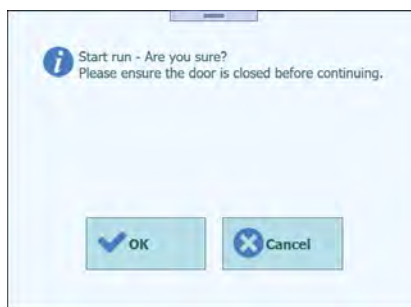 Start run - Are you sure?
Please ensure the door is closed before continuing.
OK
Cancel